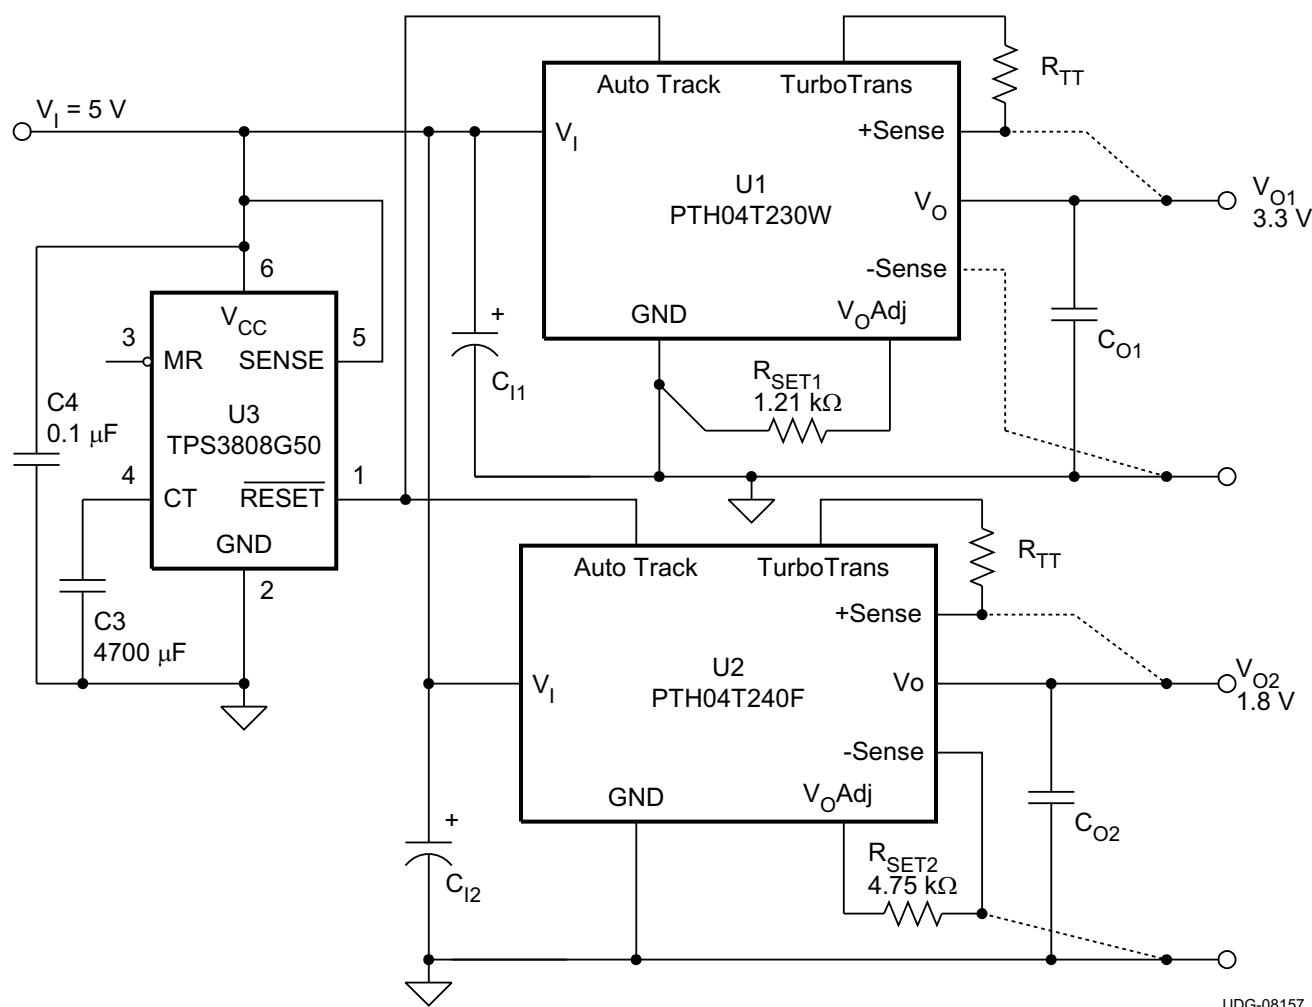 V_I = 5 V
Auto Track
TurboTrans
R_TT
V_I
+Sense
U1
PTH04T230W
V_O
V_O1
3.3 V
-Sense
GND
V_OAdj
+
C_I1
R_SET1
1.21 kΩ
C_O1
6
V_CC
3
MR
SENSE
5
C4
0.1 μF
U3
TPS3808G50
4
CT
RESET
1
GND
2
C3
4700 μF
Auto Track
TurboTrans
R_TT
+Sense
U2
PTH04T240F
V_I
Vo
V_O2
1.8 V
-Sense
GND
V_OAdj
+
C_I2
R_SET2
4.75 kΩ
C_O2
UDG-08157